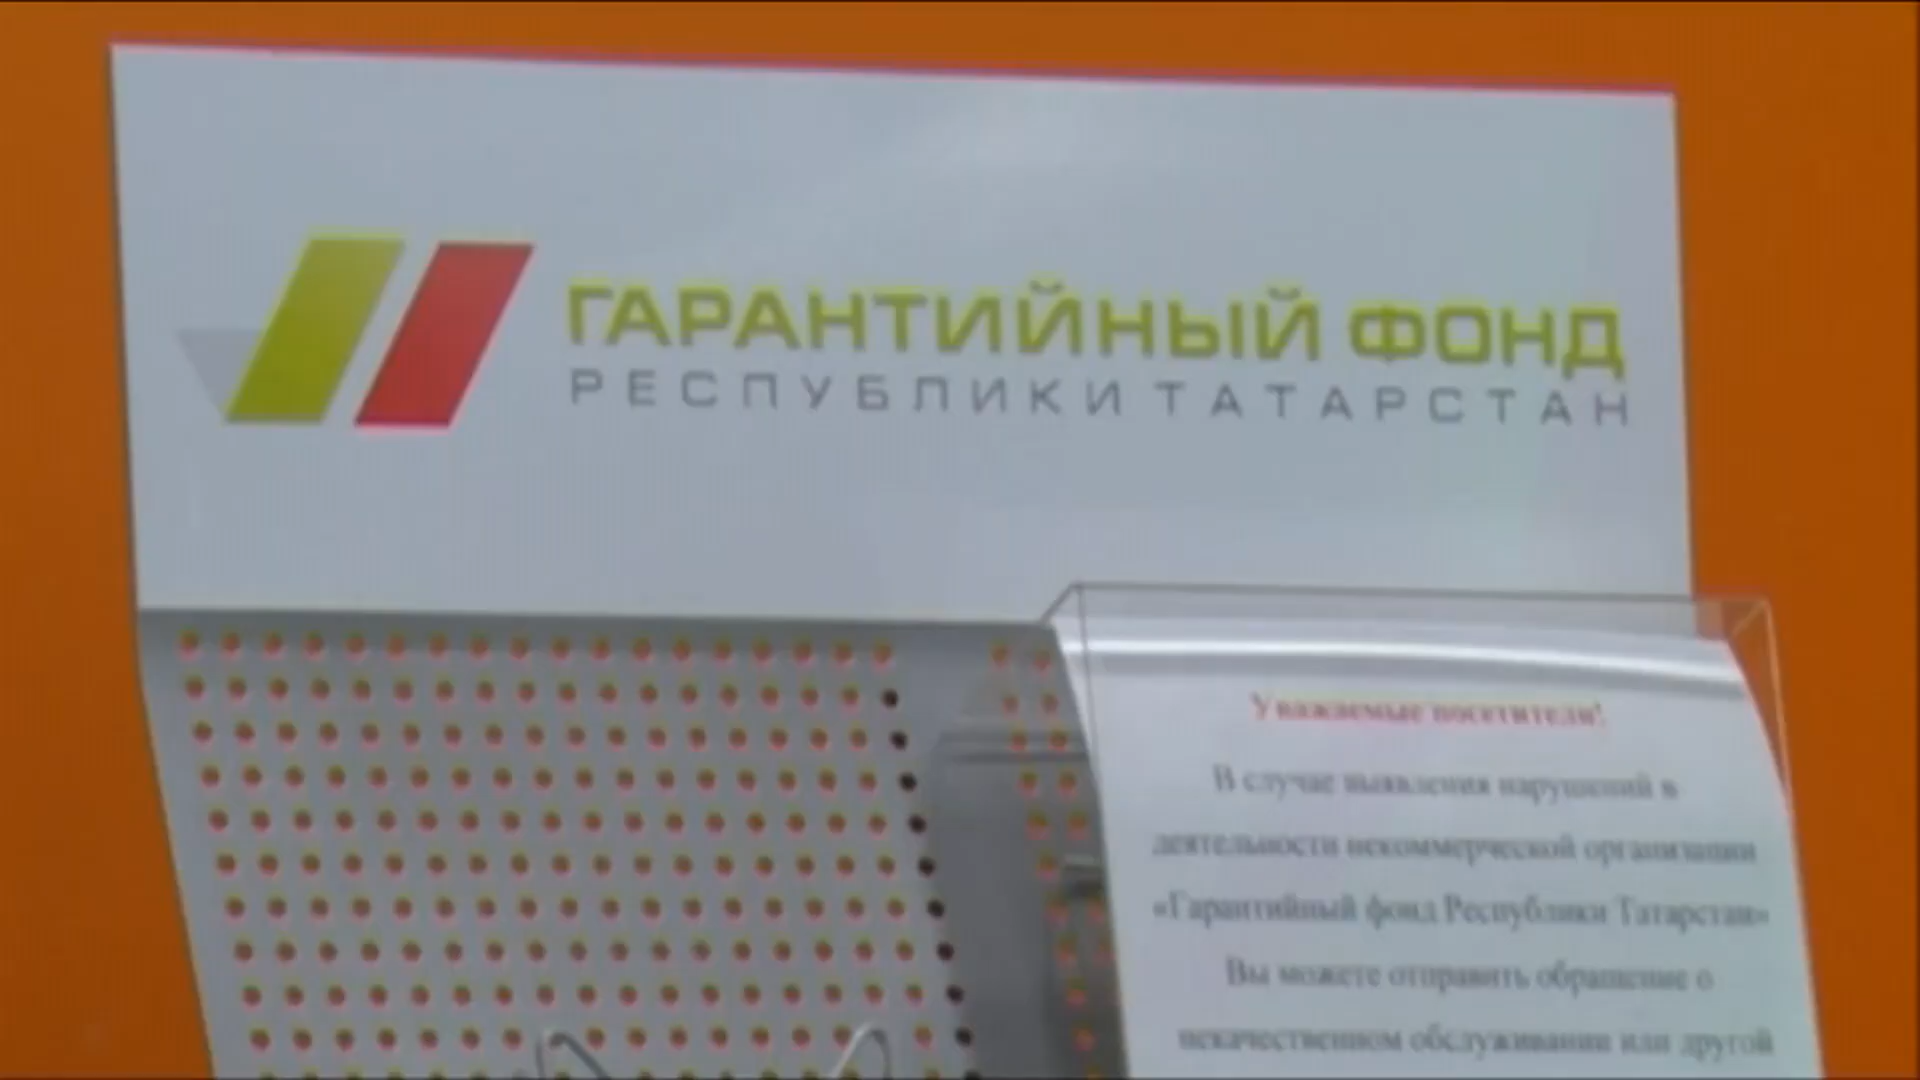 ГАРАНТИЙНЫЙ ФОНД
РЕСПУБЛИКИ ТАТАРСТАН
Уважаемые посетители!
В случае выявления нарушений в
деятельности некоммерческой организации
«Гарантийный фонд Республики Татарстан»
Вы можете отправить обращение о
некачественном обслуживании или другой